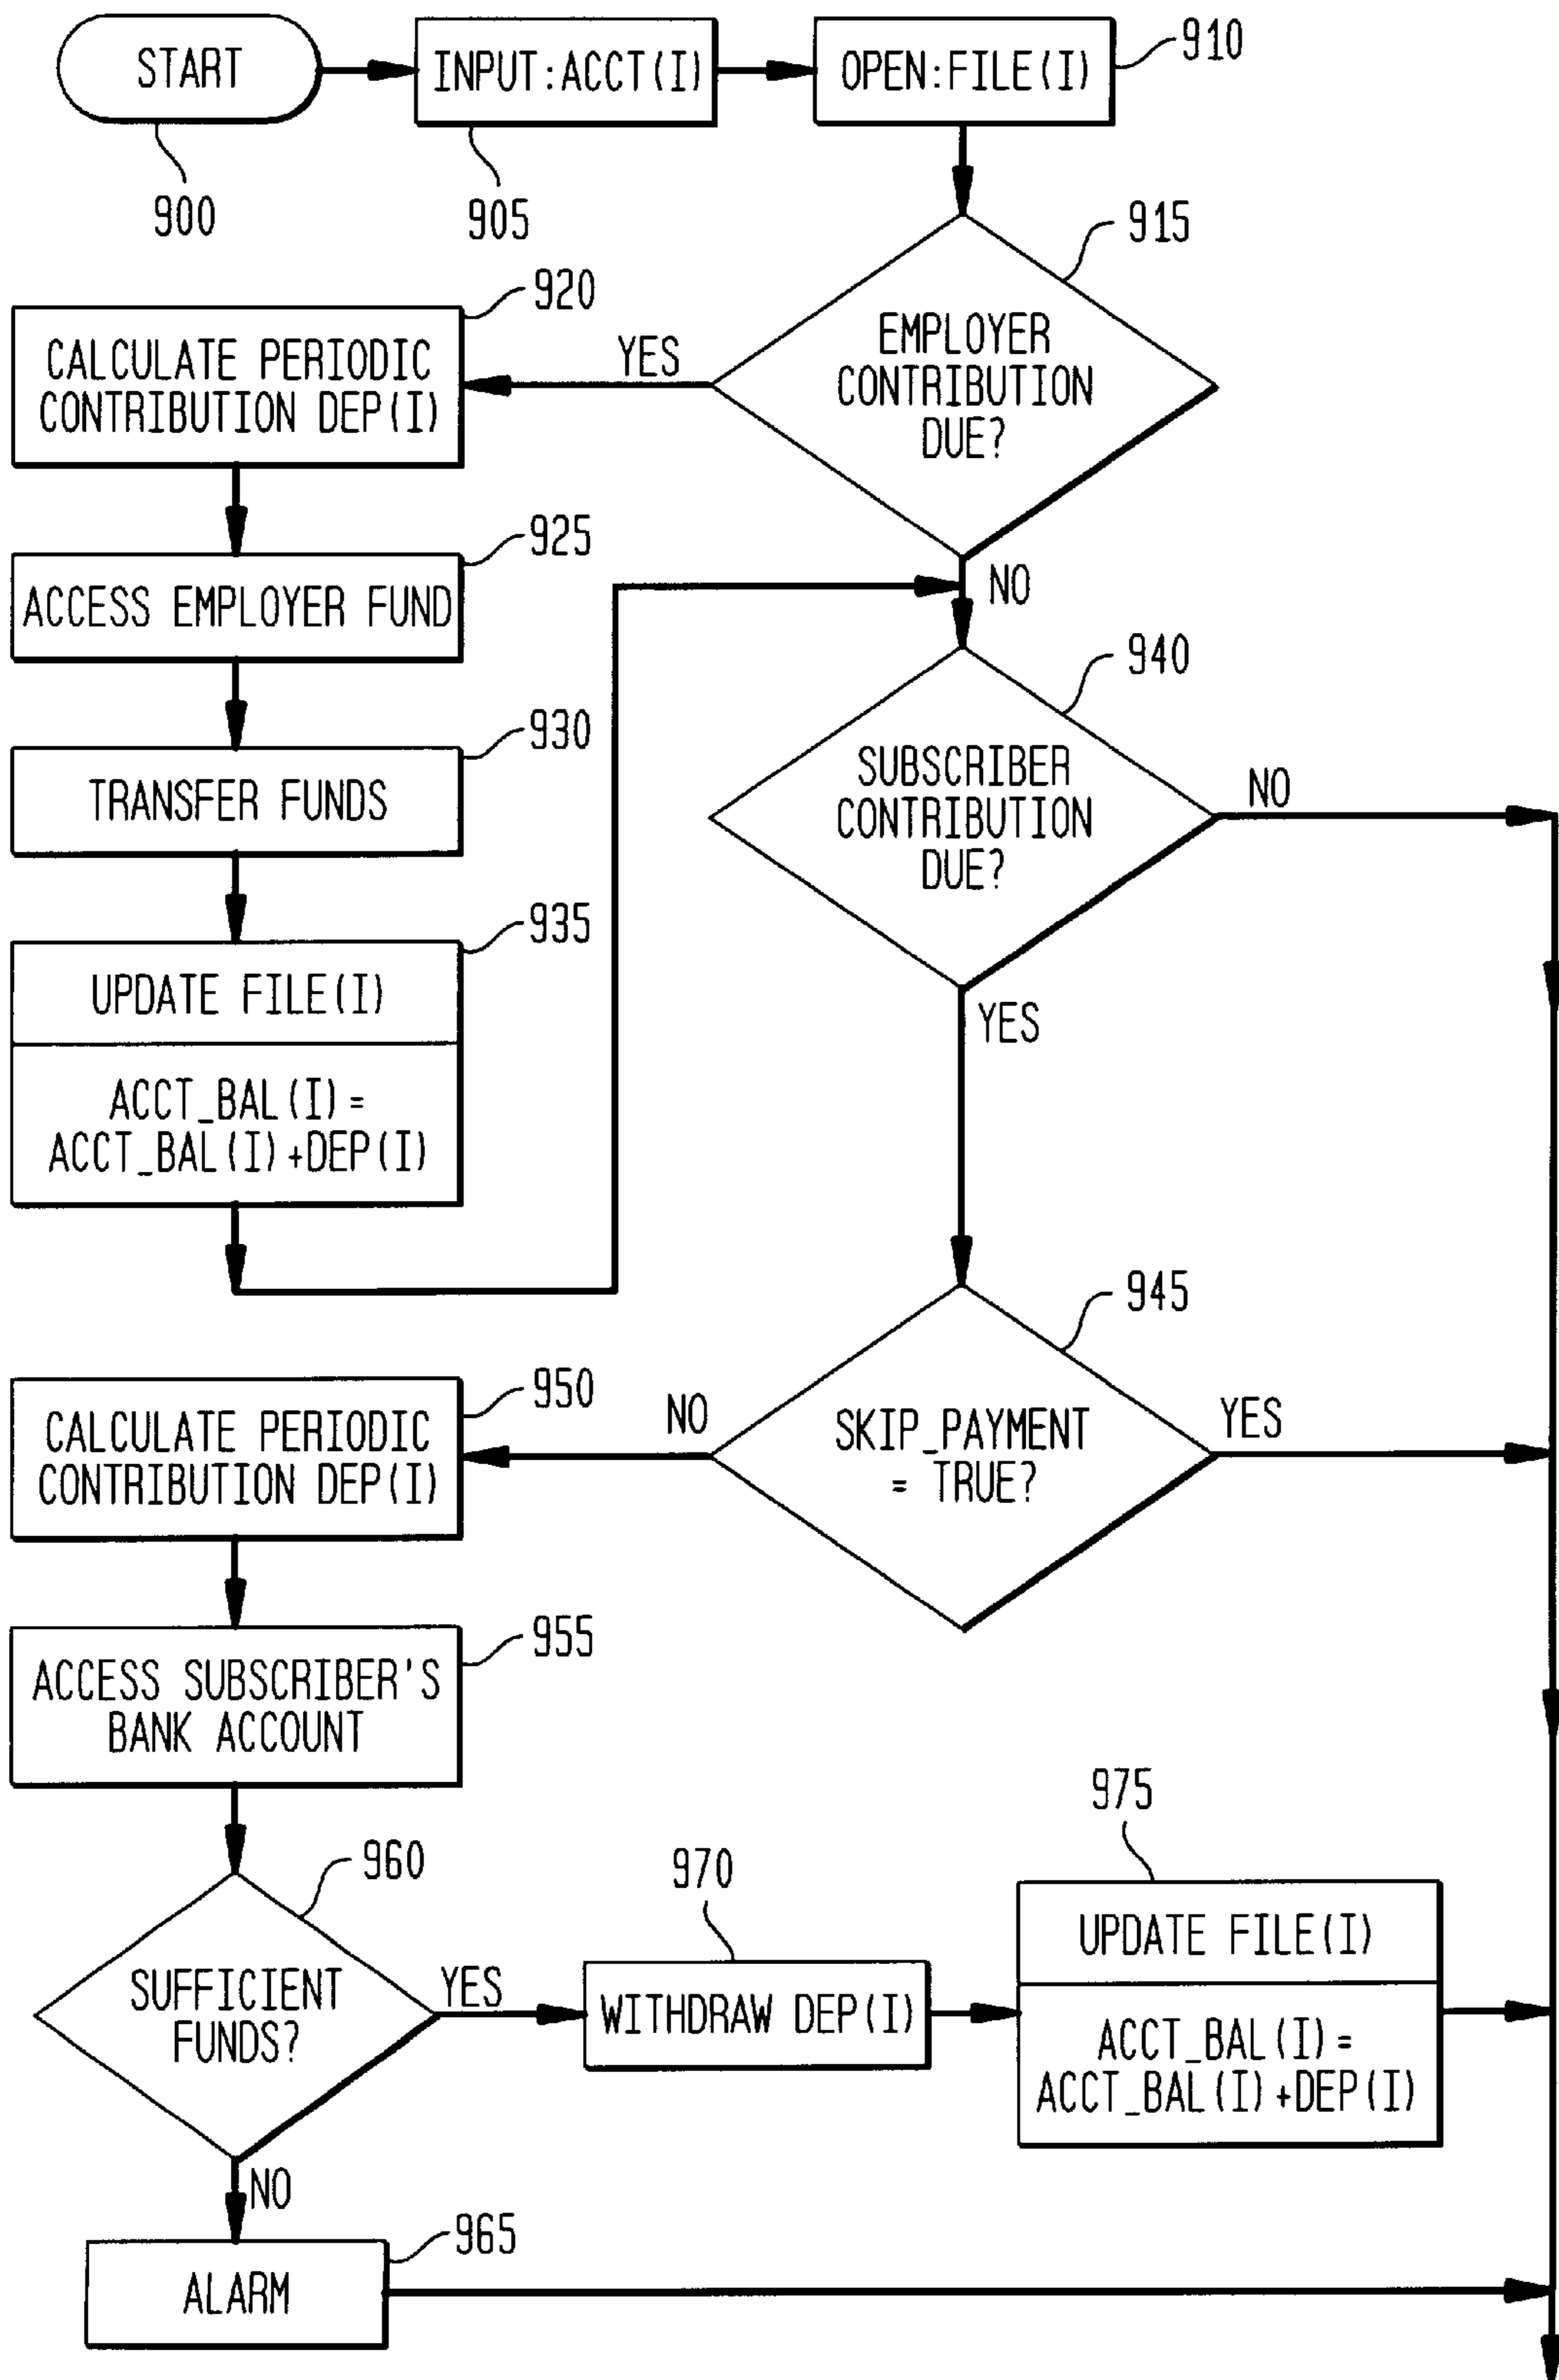 START
INPUT:ACCT(I)
OPEN:FILE(I)
910
900
905
915
EMPLOYER
CONTRIBUTION
DUE?
YES
NO
920
CALCULATE PERIODIC
CONTRIBUTION DEP(I)
925
ACCESS EMPLOYER FUND
930
TRANSFER FUNDS
935
UPDATE FILE(I)
ACCT_BAL(I)=
ACCT_BAL(I)+DEP(I)
940
SUBSCRIBER
CONTRIBUTION
DUE?
NO
YES
945
SKIP_PAYMENT
= TRUE?
YES
NO
950
CALCULATE PERIODIC
CONTRIBUTION DEP(I)
955
ACCESS SUBSCRIBER'S
BANK ACCOUNT
960
SUFFICIENT
FUNDS?
YES
970
WITHDRAW DEP(I)
975
UPDATE FILE(I)
ACCT_BAL(I)=
ACCT_BAL(I)+DEP(I)
NO
965
ALARM